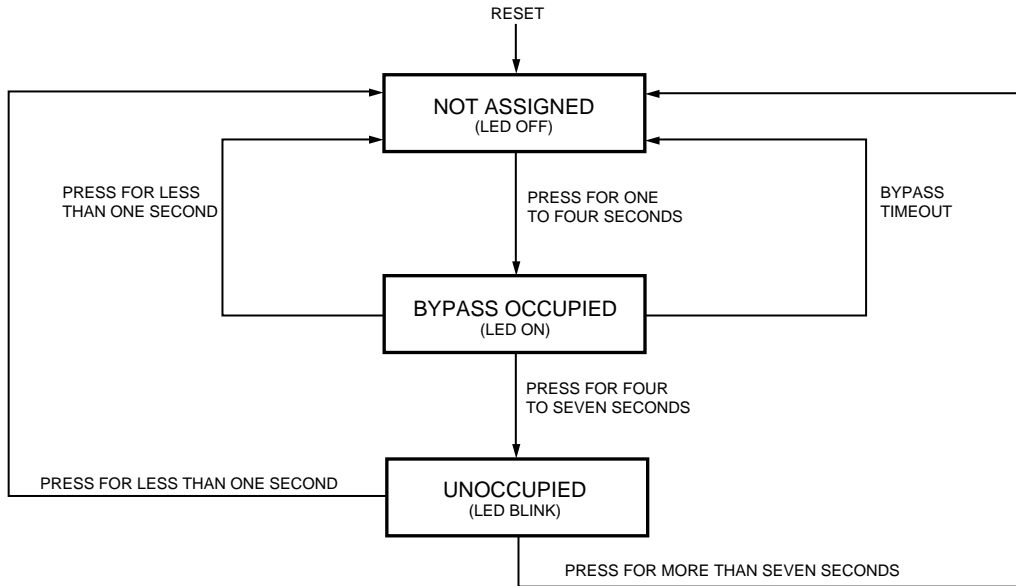 RESET
NOT ASSIGNED
(LED OFF)
PRESS FOR LESS
THAN ONE SECOND
PRESS FOR ONE
TO FOUR SECONDS
BYPASS
TIMEOUT
BYPASS OCCUPIED
(LED ON)
PRESS FOR FOUR
TO SEVEN SECONDS
PRESS FOR LESS THAN ONE SECOND
UNOCCUPIED
(LED BLINK)
PRESS FOR MORE THAN SEVEN SECONDS